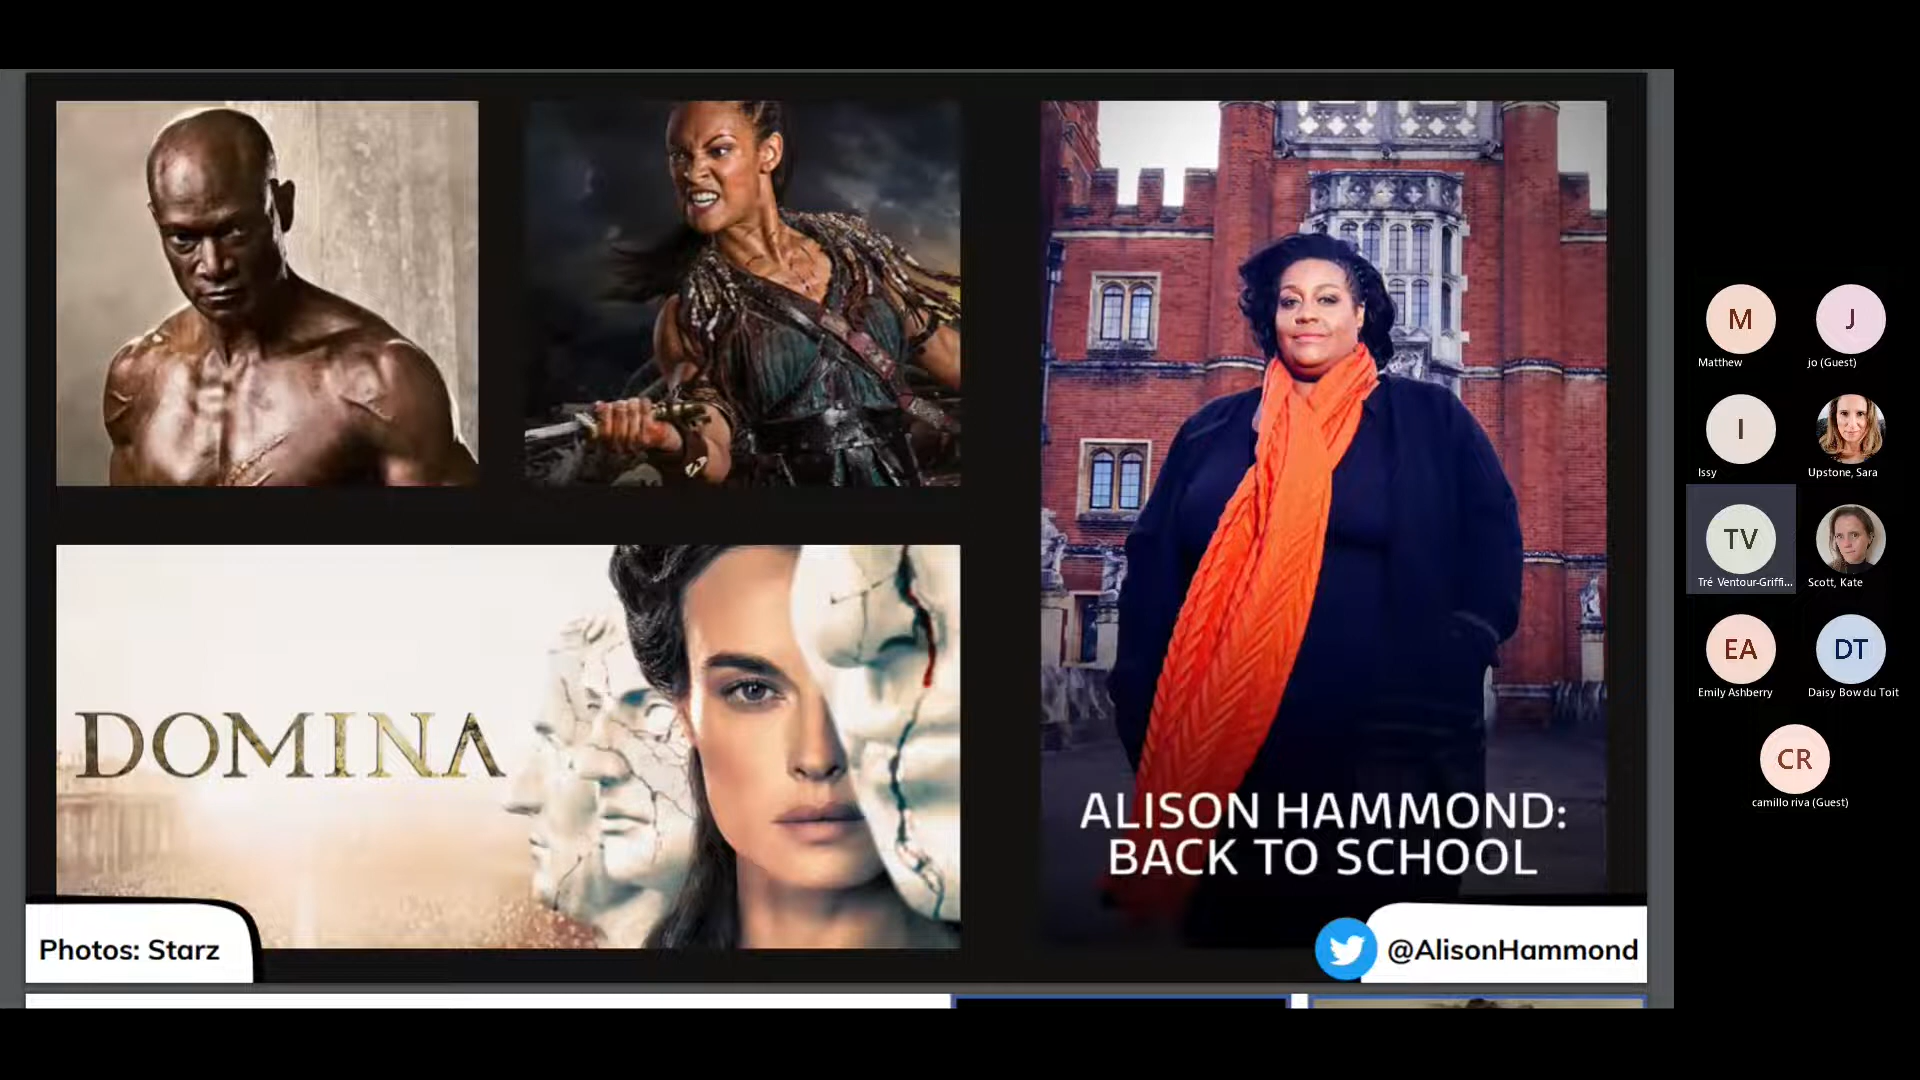 DOMINA
Photos: Starz
ALISON HAMMOND:
BACK TO SCHOOL
@AlisonHammond
M
Matthew
J
jo (Guest)
I
Issy
Upstone, Sara
TV
Tré Ventour-Griffi...
Scott, Kate
EA
Emily Ashberry
DT
Daisy Bow du Toit
CR
camillo riva (Guest)